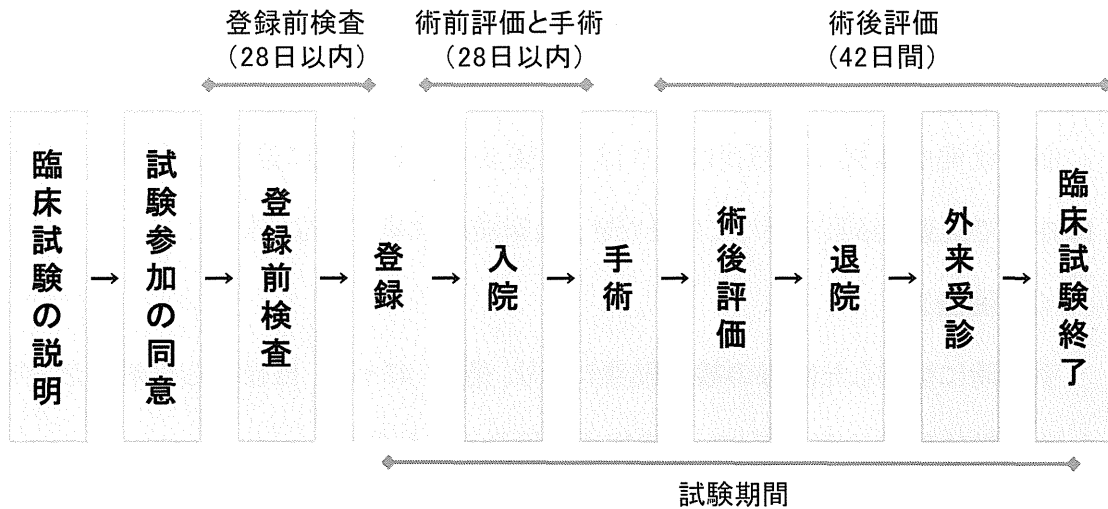 登録前検査
(28日以内)
術前評価と手術
(28日以内)
術後評価
(42日間)
臨床試験の説明
→
試験参加の同意
→
登録前検査
→
登録
→
入院
→
手術
→
術後評価
→
退院
→
外来受診
→
臨床試験終了
試験期間